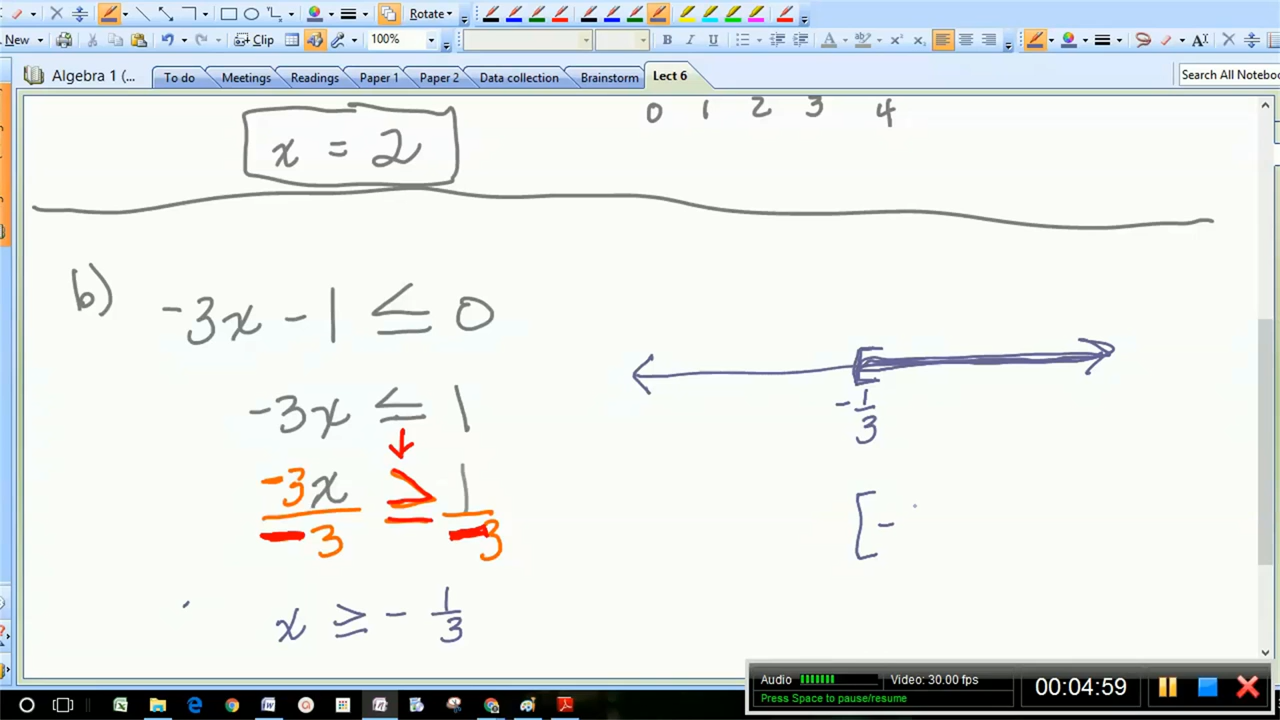 Rotate
New
Clip
100%
B I U
Algebra 1 (...
To do
Meetings
Readings
Paper 1
Paper 2
Data collection
Brainstorm
Lect 6
Search All Noteboo
0 1 2 3 4
x = 2
b) -3x - 1 ≤ 0
-3x ≤ 1
-3x/-3 ≥ 1/-3
x ≥ - 1/3
- 1/3
[-
Audio
Video: 30.00 fps
Press Space to pause/resume
00:04:59